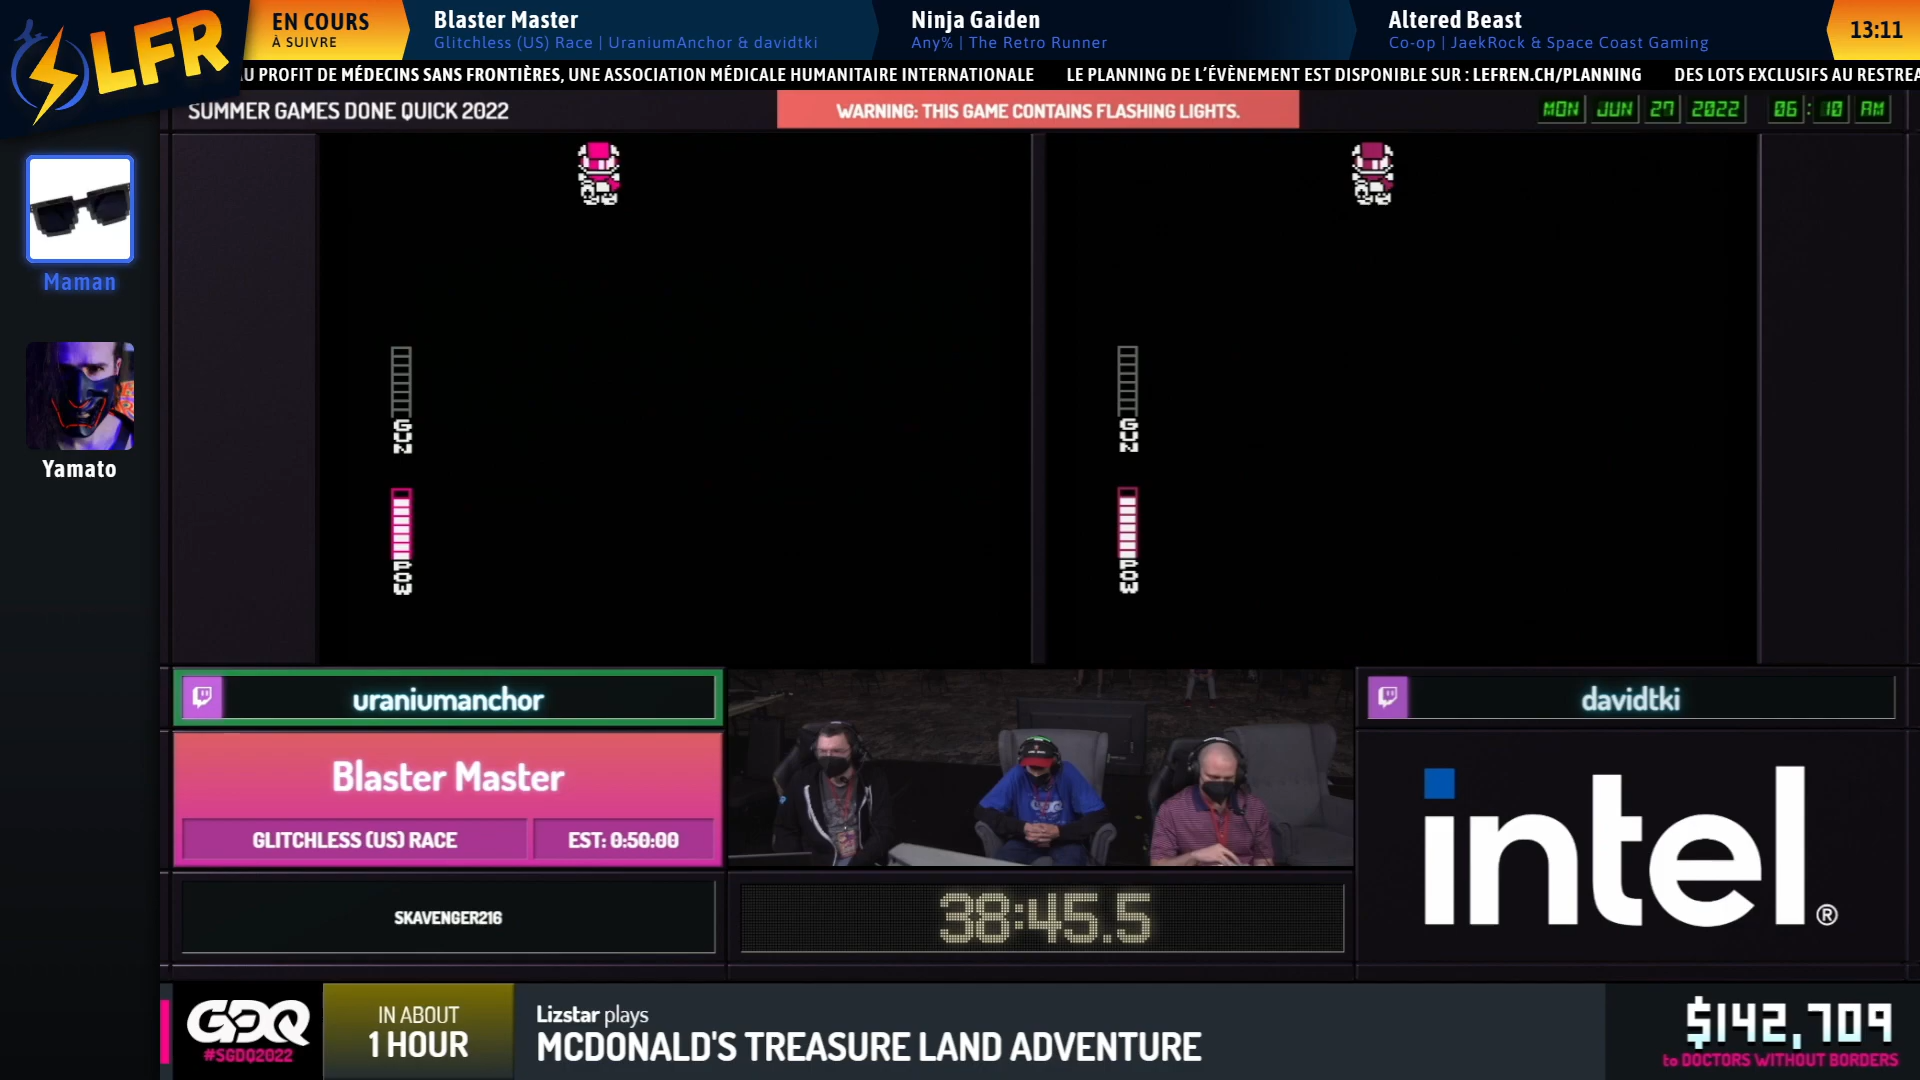 LFR
EN COURS
À SUIVRE
Blaster Master
Glitchless (US) Race | UraniumAnchor & davidtki
Ninja Gaiden
Any% | The Retro Runner
Altered Beast
Co-op | JaekRock & Space Coast Gaming
13:11
AU PROFIT DE MÉDECINS SANS FRONTIÈRES, UNE ASSOCIATION MÉDICALE HUMANITAIRE INTERNATIONALE LE PLANNING DE L'ÉVÈNEMENT EST DISPONIBLE SUR : LEFREN.CH/PLANNING DES LOTS EXCLUSIFS AU RESTREA
SUMMER GAMES DONE QUICK 2022
WARNING: THIS GAME CONTAINS FLASHING LIGHTS.
MON JUN 27 2022 06:10 AM
Maman
Yamato
GUN
POW
GUN
POW
uraniumanchor
davidtki
Blaster Master
GLITCHLESS (US) RACE
EST: 0:50:00
SKAVENGER216
38:45.5
intel®
GDQ
#SGDQ2022
IN ABOUT
1 HOUR
Lizstar plays
MCDONALD'S TREASURE LAND ADVENTURE
$142,709
to DOCTORS WITHOUT BORDERS